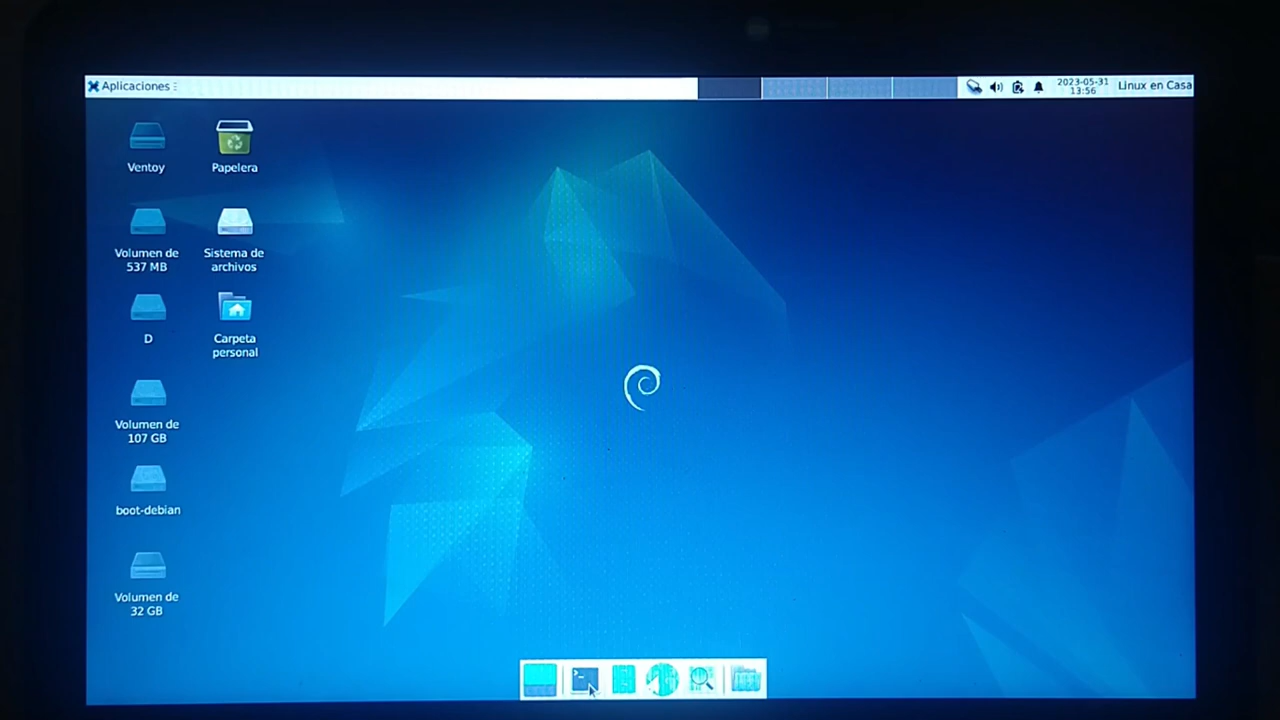 Aplicaciones
2023-05-31
13:56
Linux en Casa
Ventoy
Papelera
Volumen de
537 MB
Sistema de
archivos
D
Carpeta
personal
Volumen de
107 GB
boot-debian
Volumen de
32 GB